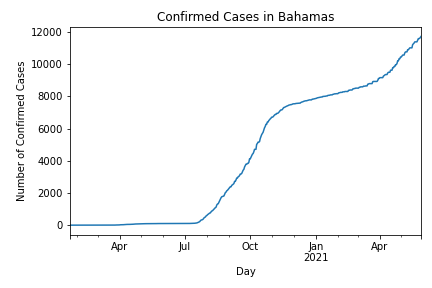 Confirmed Cases in Bahamas
Number of Confirmed Cases
12000
10000
8000
6000
4000
2000
0
Apr
Jul
Oct
Jan
2021
Apr
Day